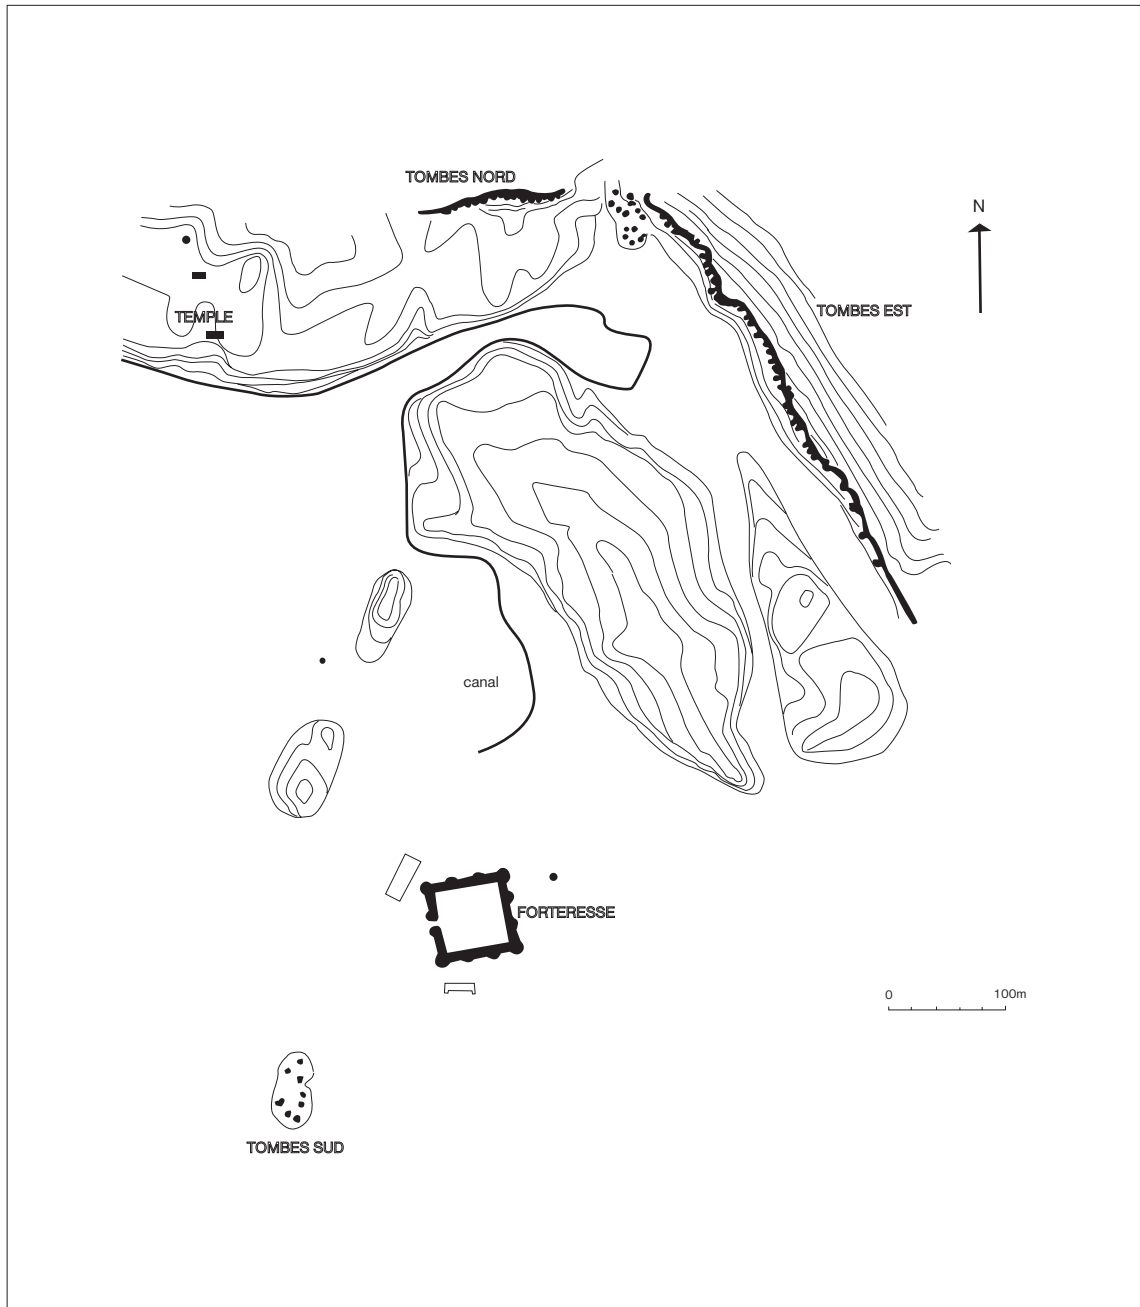 TOMBES NORD
N
TOMBES EST
TEMPLE
canal
FORTERESSE
0 100m
TOMBES SUD